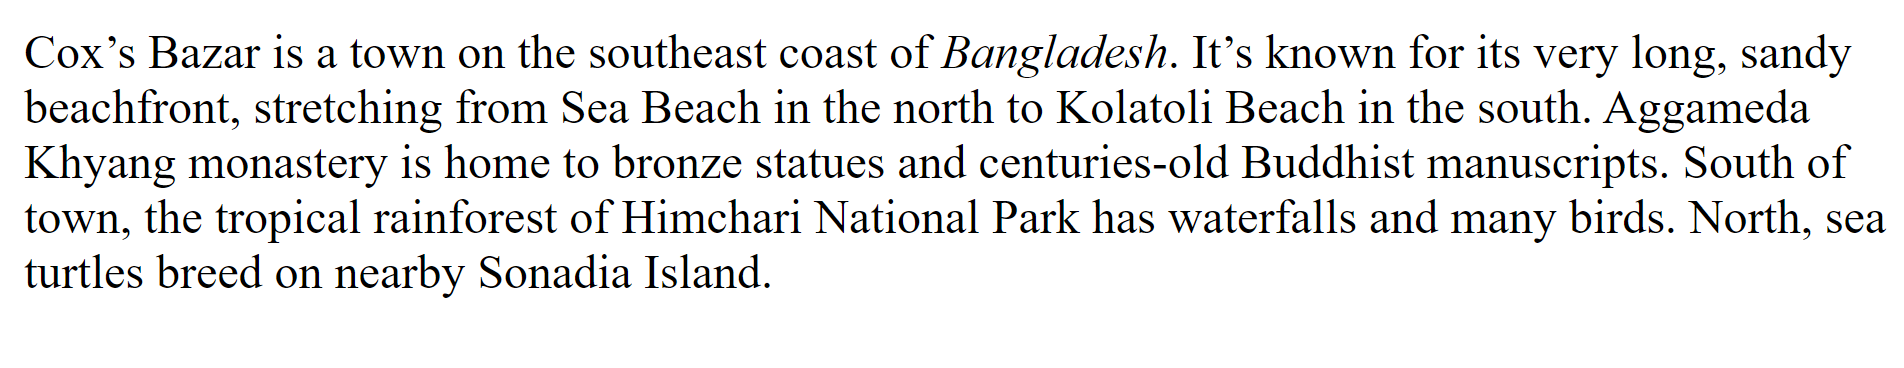 Cox’s Bazar is a town on the southeast coast of Bangladesh. It’s known for its very long, sandy
beachfront, stretching from Sea Beach in the north to Kolatoli Beach in the south. Aggameda
Khyang monastery is home to bronze statues and centuries-old Buddhist manuscripts. South of
town, the tropical rainforest of Himchari National Park has waterfalls and many birds. North, sea
turtles breed on nearby Sonadia Island.